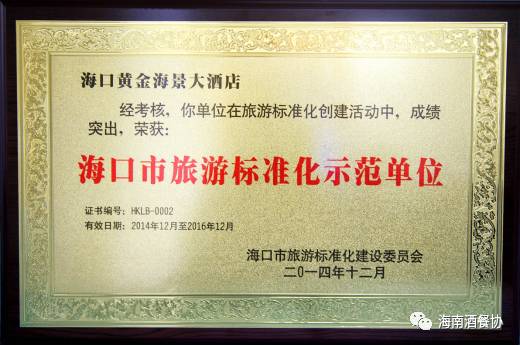 海口黄金海景大酒店
经考核，你单位在旅游标准化创建活动中，成绩
突出，荣获：
海口市旅游标准化示范单位
证书编号：HKLB-0002
有效日期：2014年12月至2016年12月
海口市旅游标准化建设委员会
二〇一四年十二月
海南酒餐协